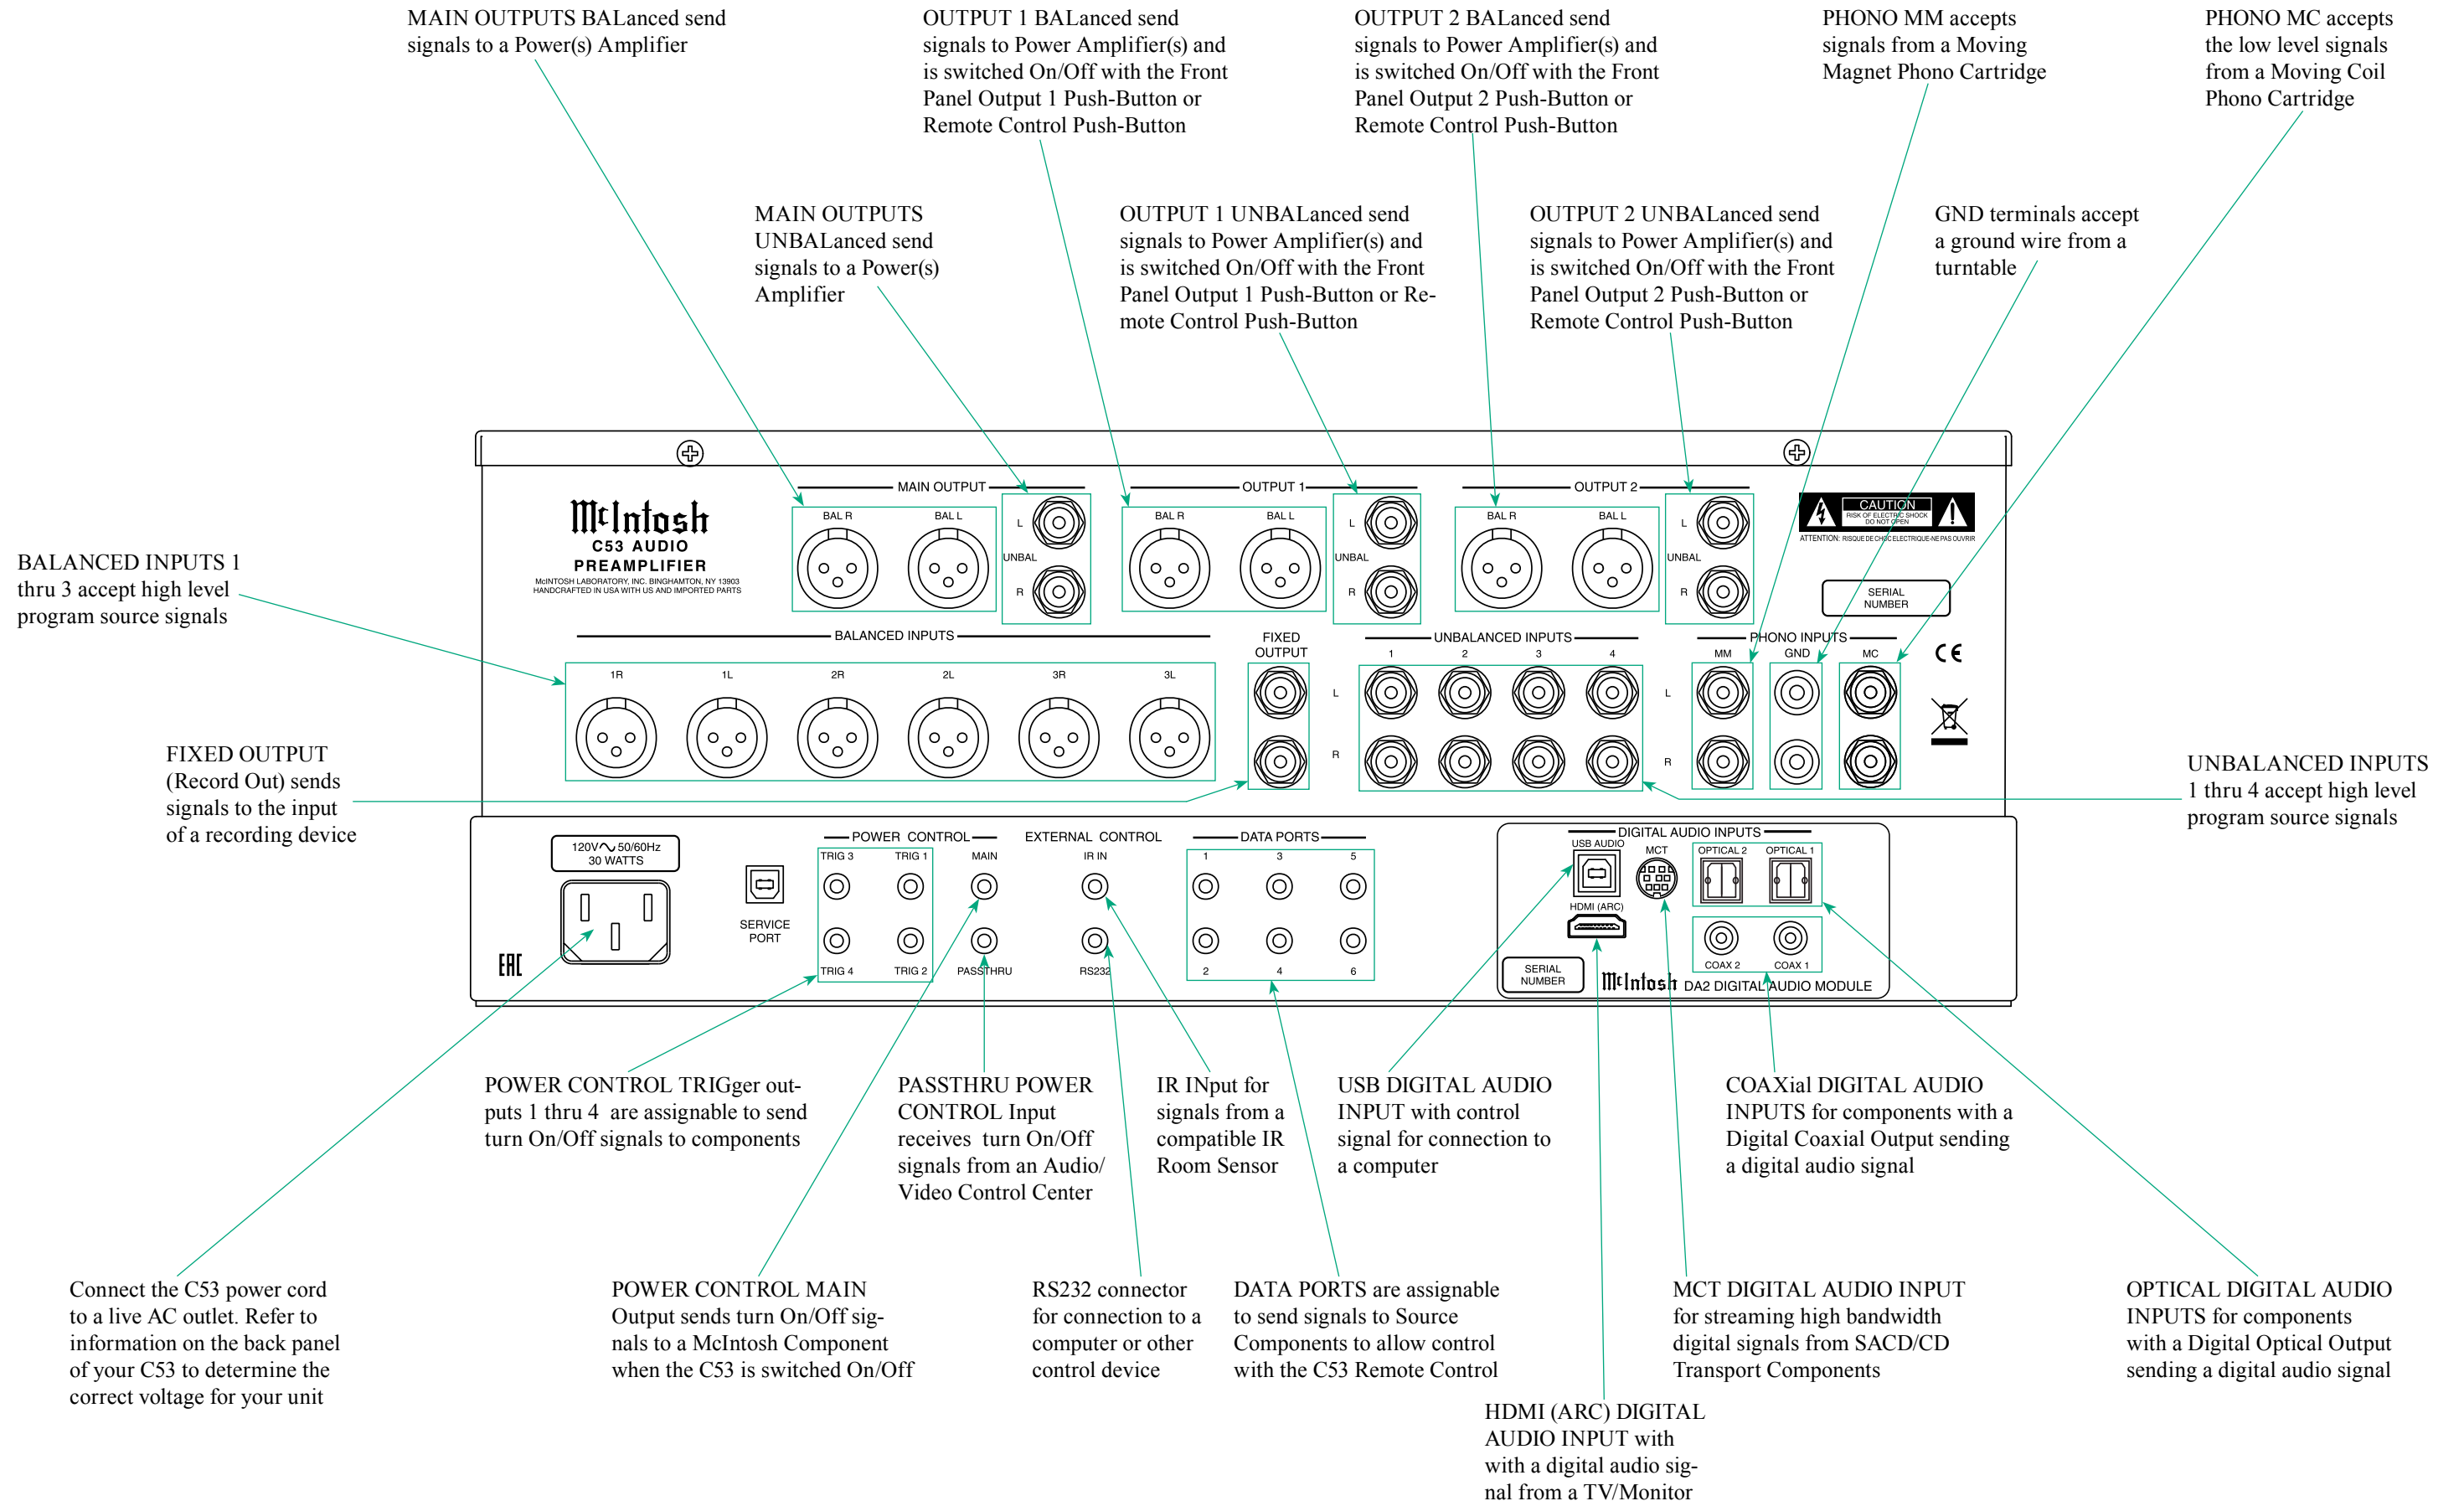 MAIN OUTPUTS BALanced send
signals to a Power(s) Amplifier
OUTPUT 1 BALanced send
signals to Power Amplifier(s) and
is switched On/Off with the Front
Panel Output 1 Push-Button or
Remote Control Push-Button
OUTPUT 2 BALanced send
signals to Power Amplifier(s) and
is switched On/Off with the Front
Panel Output 2 Push-Button or
Remote Control Push-Button
PHONO MM accepts
signals from a Moving
Magnet Phono Cartridge
PHONO MC accepts
the low level signals
from a Moving Coil
Phono Cartridge
MAIN OUTPUTS
UNBALanced send
signals to a Power(s)
Amplifier
OUTPUT 1 UNBALanced send
signals to Power Amplifier(s) and
is switched On/Off with the Front
Panel Output 1 Push-Button or Re-
mote Control Push-Button
OUTPUT 2 UNBALanced send
signals to Power Amplifier(s) and
is switched On/Off with the Front
Panel Output 2 Push-Button or
Remote Control Push-Button
GND terminals accept
a ground wire from a
turntable
BALANCED INPUTS 1
thru 3 accept high level
program source signals
FIXED OUTPUT
(Record Out) sends
signals to the input
of a recording device
UNBALANCED INPUTS
1 thru 4 accept high level
program source signals
McIntosh
C53 AUDIO
PREAMPLIFIER
McINTOSH LABORATORY, INC. BINGHAMTON, NY 13903
HANDCRAFTED IN USA WITH US AND IMPORTED PARTS
MAIN OUTPUT
BAL R
BAL L
L
UNBAL
R
OUTPUT 1
BAL R
BAL L
L
UNBAL
R
OUTPUT 2
BAL R
BAL L
L
UNBAL
R
CAUTION
RISK OF ELECTRIC SHOCK
DO NOT OPEN
ATTENTION: RISQUE DE CHOC ELECTRIQUE-NE PAS OUVRIR
SERIAL
NUMBER
CE
BALANCED INPUTS
1R
1L
2R
2L
3R
3L
FIXED
OUTPUT
L
R
UNBALANCED INPUTS
1
2
3
4
L
R
PHONO INPUTS
MM
GND
MC
120V 50/60Hz
30 WATTS
EAC
SERVICE
PORT
POWER CONTROL
TRIG 3
TRIG 1
MAIN
TRIG 4
TRIG 2
PASSTHRU
EXTERNAL CONTROL
IR IN
RS232
DATA PORTS
1
3
5
2
4
6
DIGITAL AUDIO INPUTS
USB AUDIO
MCT
OPTICAL 2
OPTICAL 1
HDMI (ARC)
COAX 2
COAX 1
SERIAL
NUMBER
McIntosh DA2 DIGITAL AUDIO MODULE
POWER CONTROL TRIGger out-
puts 1 thru 4 are assignable to send
turn On/Off signals to components
PASSTHRU POWER
CONTROL Input
receives turn On/Off
signals from an Audio/
Video Control Center
IR INput for
signals from a
compatible IR
Room Sensor
USB DIGITAL AUDIO
INPUT with control
signal for connection to
a computer
COAXial DIGITAL AUDIO
INPUTS for components with a
Digital Coaxial Output sending
a digital audio signal
Connect the C53 power cord
to a live AC outlet. Refer to
information on the back panel
of your C53 to determine the
correct voltage for your unit
POWER CONTROL MAIN
Output sends turn On/Off sig-
nals to a McIntosh Component
when the C53 is switched On/Off
RS232 connector
for connection to a
computer or other
control device
DATA PORTS are assignable
to send signals to Source
Components to allow control
with the C53 Remote Control
MCT DIGITAL AUDIO INPUT
for streaming high bandwidth
digital signals from SACD/CD
Transport Components
OPTICAL DIGITAL AUDIO
INPUTS for components
with a Digital Optical Output
sending a digital audio signal
HDMI (ARC) DIGITAL
AUDIO INPUT with
with a digital audio sig-
nal from a TV/Monitor